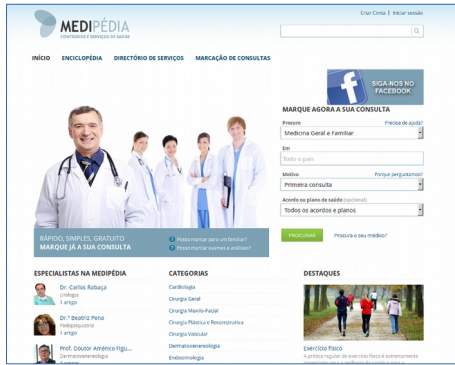 Criar Conta | Iniciar sessão
MEDIPÉDIA
CONTEÚDOS E SERVIÇOS DE SAÚDE
INÍCIO ENCICLOPÉDIA DIRECTÓRIO DE SERVIÇOS MARCAÇÃO DE CONSULTAS
SIGA-NOS NO
FACEBOOK
MARQUE AGORA A SUA CONSULTA
Procuro Precisa de ajuda?
Medicina Geral e Familiar
Em
Todo o país
Motivo Porque perguntamos?
Primeira consulta
Acordo ou plano de saúde (opcional)
Todos os acordos e planos
PROCURAR Procura o seu médico?
RÁPIDO, SIMPLES, GRATUITO
MARQUE JÁ A SUA CONSULTA
Posso marcar para um familiar?
Posso marcar exames e análises?
ESPECIALISTAS NA MEDIPÉDIA
Dr. Carlos Rabaça
Urologia
1 artigo
Dr.ª Beatriz Pena
Pedopsiquiatria
1 artigo
Prof. Doutor Américo Figu...
Dermatovenereologia
CATEGORIAS
Cardiologia
Cirurgia Geral
Cirurgia Maxilo-Facial
Cirurgia Plástica e Reconstrutiva
Cirurgia Vascular
Dermatovenereologia
Endocrinologia
DESTAQUES
Exercício físico
A prática regular de exercício físico é extremamente